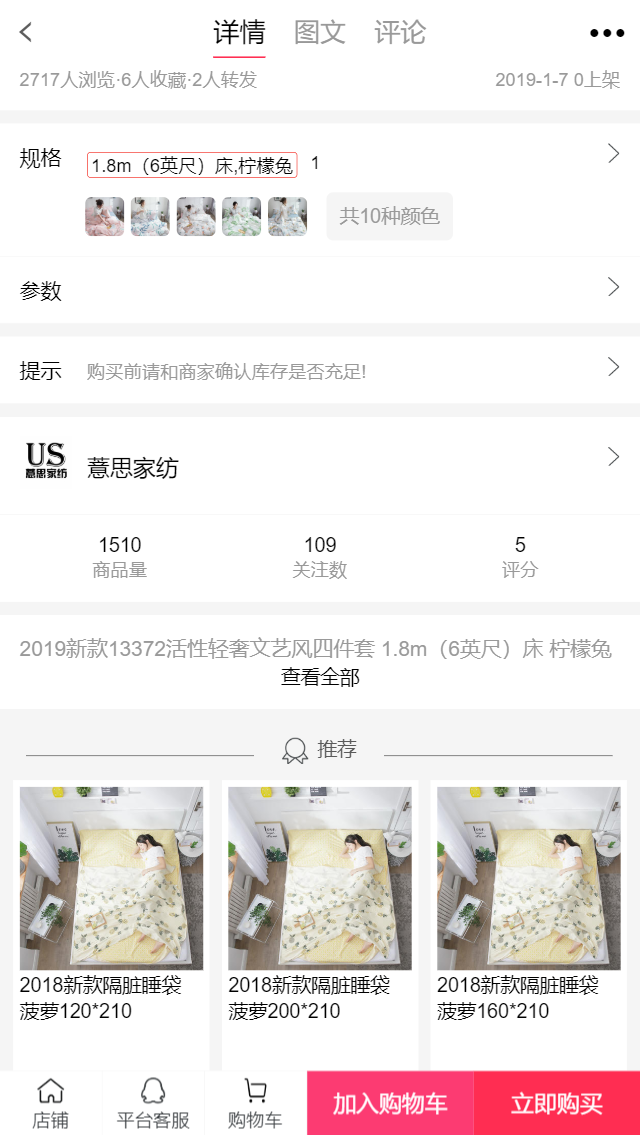 详情 图文 评论
2717人浏览·6人收藏·2人转发 2019-1-7 0上架
规格 1.8m（6英尺）床,柠檬兔 1
共10种颜色
参数
提示 购买前请和商家确认库存是否充足!
US
薏思家纺 薏思家纺
1510 109 5
商品量 关注数 评分
2019新款13372活性轻奢文艺风四件套 1.8m（6英尺）床 柠檬兔
查看全部
推荐
2018新款隔脏睡袋 2018新款隔脏睡袋 2018新款隔脏睡袋
菠萝120*210 菠萝200*210 菠萝160*210
店铺 平台客服 购物车 加入购物车 立即购买